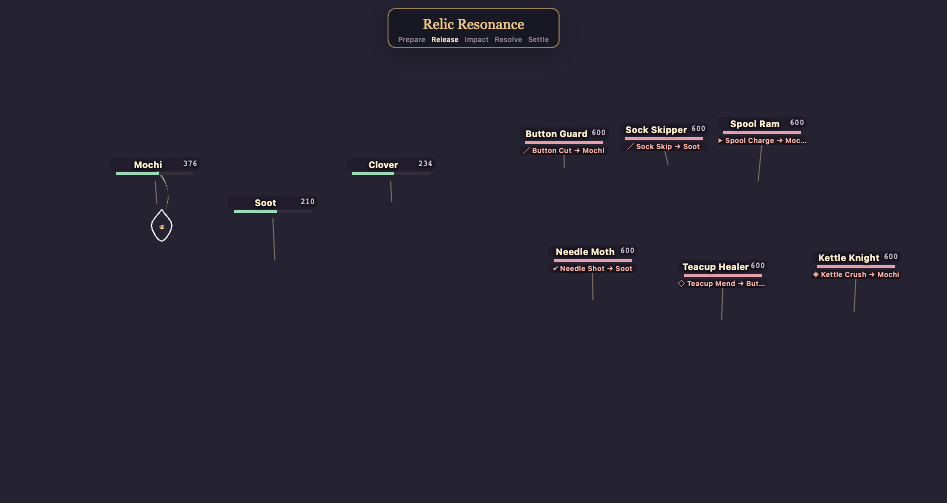 Relic Resonance
Prepare Release Impact Resolve Settle
Mochi 376
Soot 210
Clover 234
Button Guard 600
Button Cut → Mochi
Sock Skipper 600
Sock Skip → Soot
Spool Ram 600
Spool Charge → Moc...
Needle Moth 600
Needle Shot → Soot
Teacup Healer 600
Teacup Mend → But...
Kettle Knight 600
Kettle Crush → Mochi